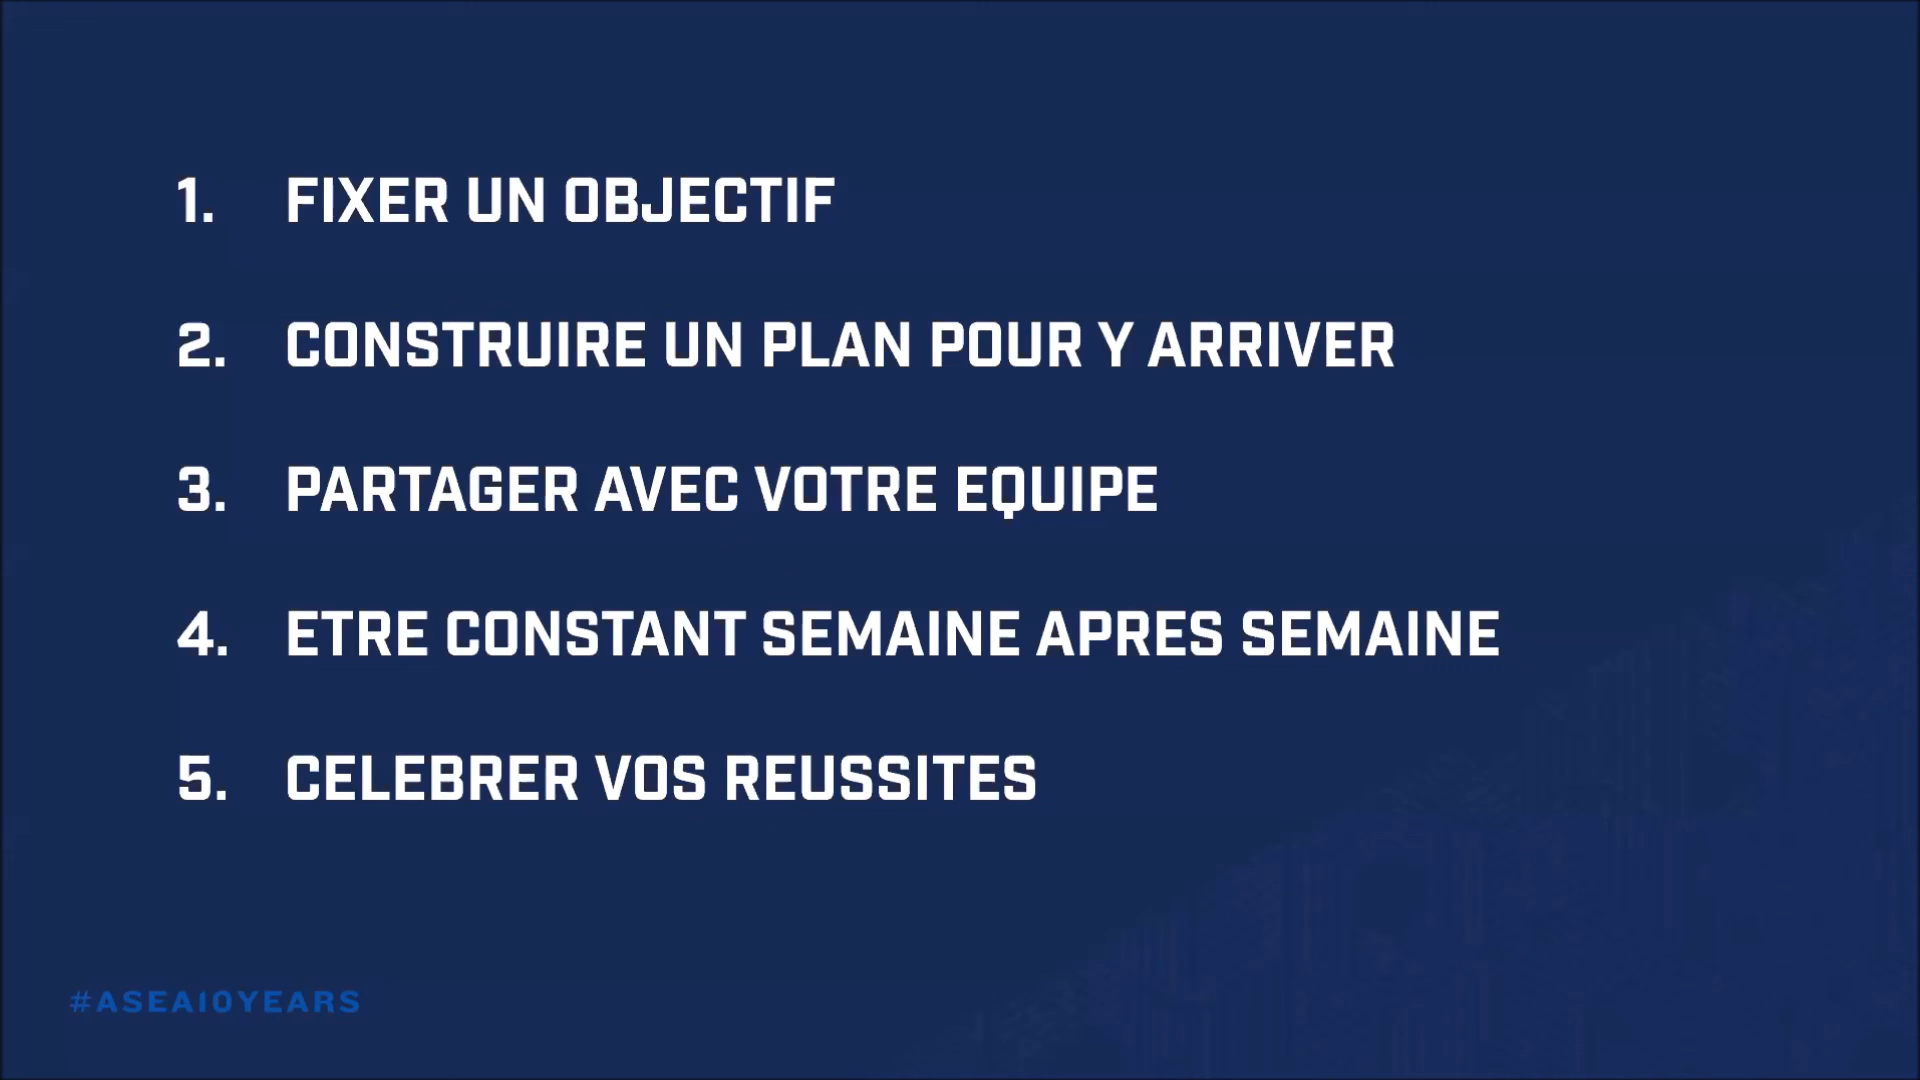 1. FIXER UN OBJECTIF
2. CONSTRUIRE UN PLAN POUR Y ARRIVER
3. PARTAGER AVEC VOTRE EQUIPE
4. ETRE CONSTANT SEMAINE APRES SEMAINE
5. CELEBRER VOS REUSSITES
#ASEA10YEARS